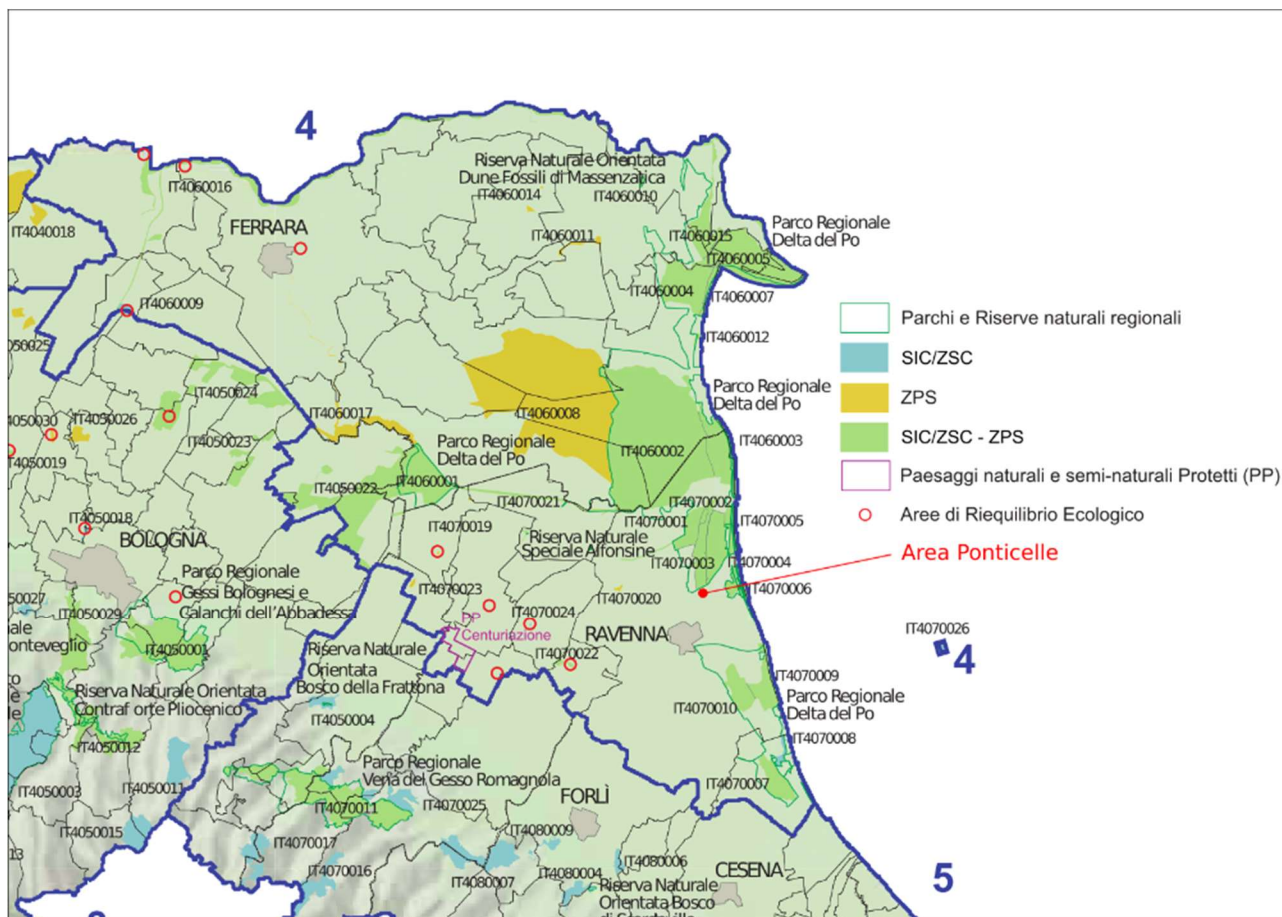 4
Riserva Naturale Orientata
Dune Fossili di Massenzatica
IT4060016
IT4060014
IT4060010
IT4040018
FERRARA
IT4060011
IT4060015
Parco Regionale
Delta del Po
IT4060005
IT4060004
IT4060007
IT4060009
IT4060012
Parchi e Riserve naturali regionali
SIC/ZSC
ZPS
SIC/ZSC - ZPS
Paesaggi naturali e semi-naturali Protetti (PP)
Aree di Riequilibrio Ecologico
Area Ponticelle
050025
4050030
IT4050026
IT4050024
IT4050023
IT4050019
IT4060017
IT4060008
Parco Regionale
Delta del Po
IT4060003
Parco Regionale
Delta del Po
IT4060002
IT4050022
IT4060001
IT4070021
IT4070002
IT4070001
IT4070005
IT4050018
BOLOGNA
IT4070019
Riserva Naturale
Speciale Alfonsine
IT4070003
IT4070004
IT4070006
Parco Regionale
Gessi Bolognesi e
Calanchi dell'Abbadessa
IT4070023
IT4070024
IT4070020
50027
IT4050029
PP
Centuriazione
RAVENNA
IT4070026
4
nale
onteveglio
IT4050001
Riserva Naturale
Orientata
Bosco della Frattona
IT4070022
IT4070009
Riserva Naturale Orientata
Contrafforte Pliocenico
IT4050004
IT4070010
Parco Regionale
Delta del Po
IT4070008
IT4050012
Parco Regionale
Vena del Gesso Romagnola
IT4070007
IT4050003
IT4050011
IT4070011
IT4070025
FORLÌ
IT4050015
IT4070017
IT4080009
13
IT4070016
IT4080007
IT4080004
IT4080006
CESENA
5
Riserva Naturale
Orientata Bosco